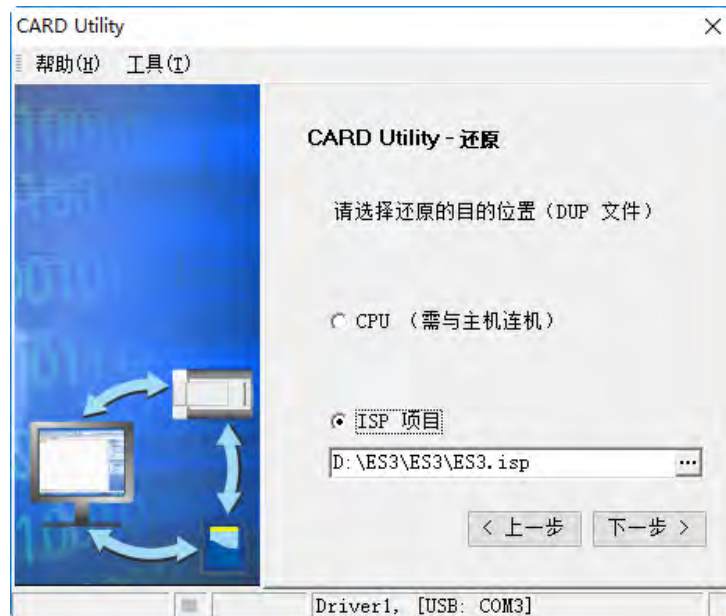 CARD Utility
帮助(H) 工具(T)
CARD Utility - 还原
请选择还原的目的位置（DUP 文件）
CPU （需与主机连机）
ISP 项目
D:\ES3\ES3\ES3.isp
...
< 上一步 下一步 >
Driver1, [USB: COM3]